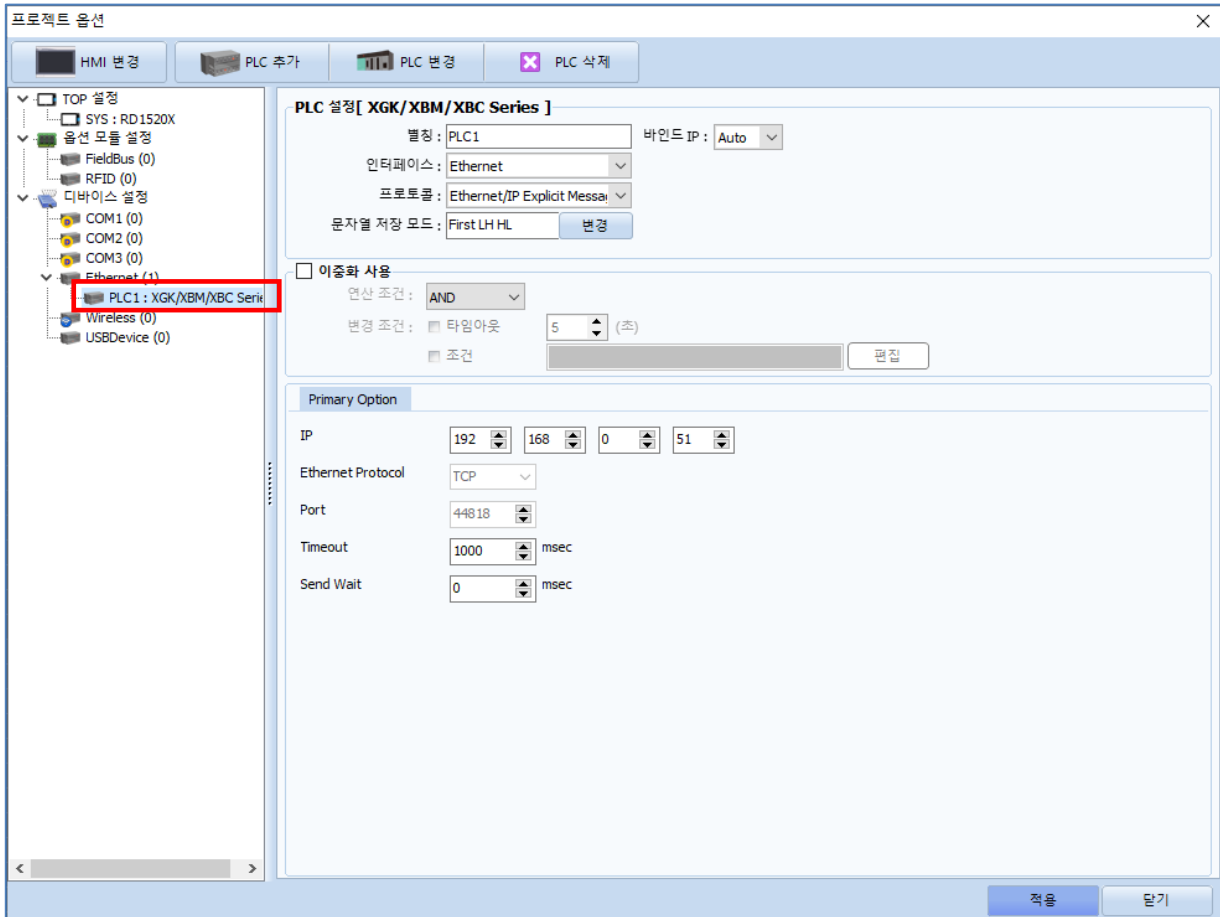 프로젝트 옵션
HMI 변경
PLC 추가
PLC 변경
PLC 삭제
TOP 설정
SYS : RD1520X
옵션 모듈 설정
FieldBus (0)
RFID (0)
디바이스 설정
COM1 (0)
COM2 (0)
COM3 (0)
Ethernet (1)
PLC1 : XGK/XBM/XBC Serie
Wireless (0)
USBDevice (0)
PLC 설정[ XGK/XBM/XBC Series ]
별칭 : PLC1 바인드 IP : Auto
인터페이스 : Ethernet
프로토콜 : Ethernet/IP Explicit Messa
문자열 저장 모드 : First LH HL 변경
이중화 사용
연산 조건 : AND
변경 조건 : 타임아웃 5 (초)
조건 편집
Primary Option
IP 192 168 0 51
Ethernet Protocol TCP
Port 44818
Timeout 1000 msec
Send Wait 0 msec
적용 닫기